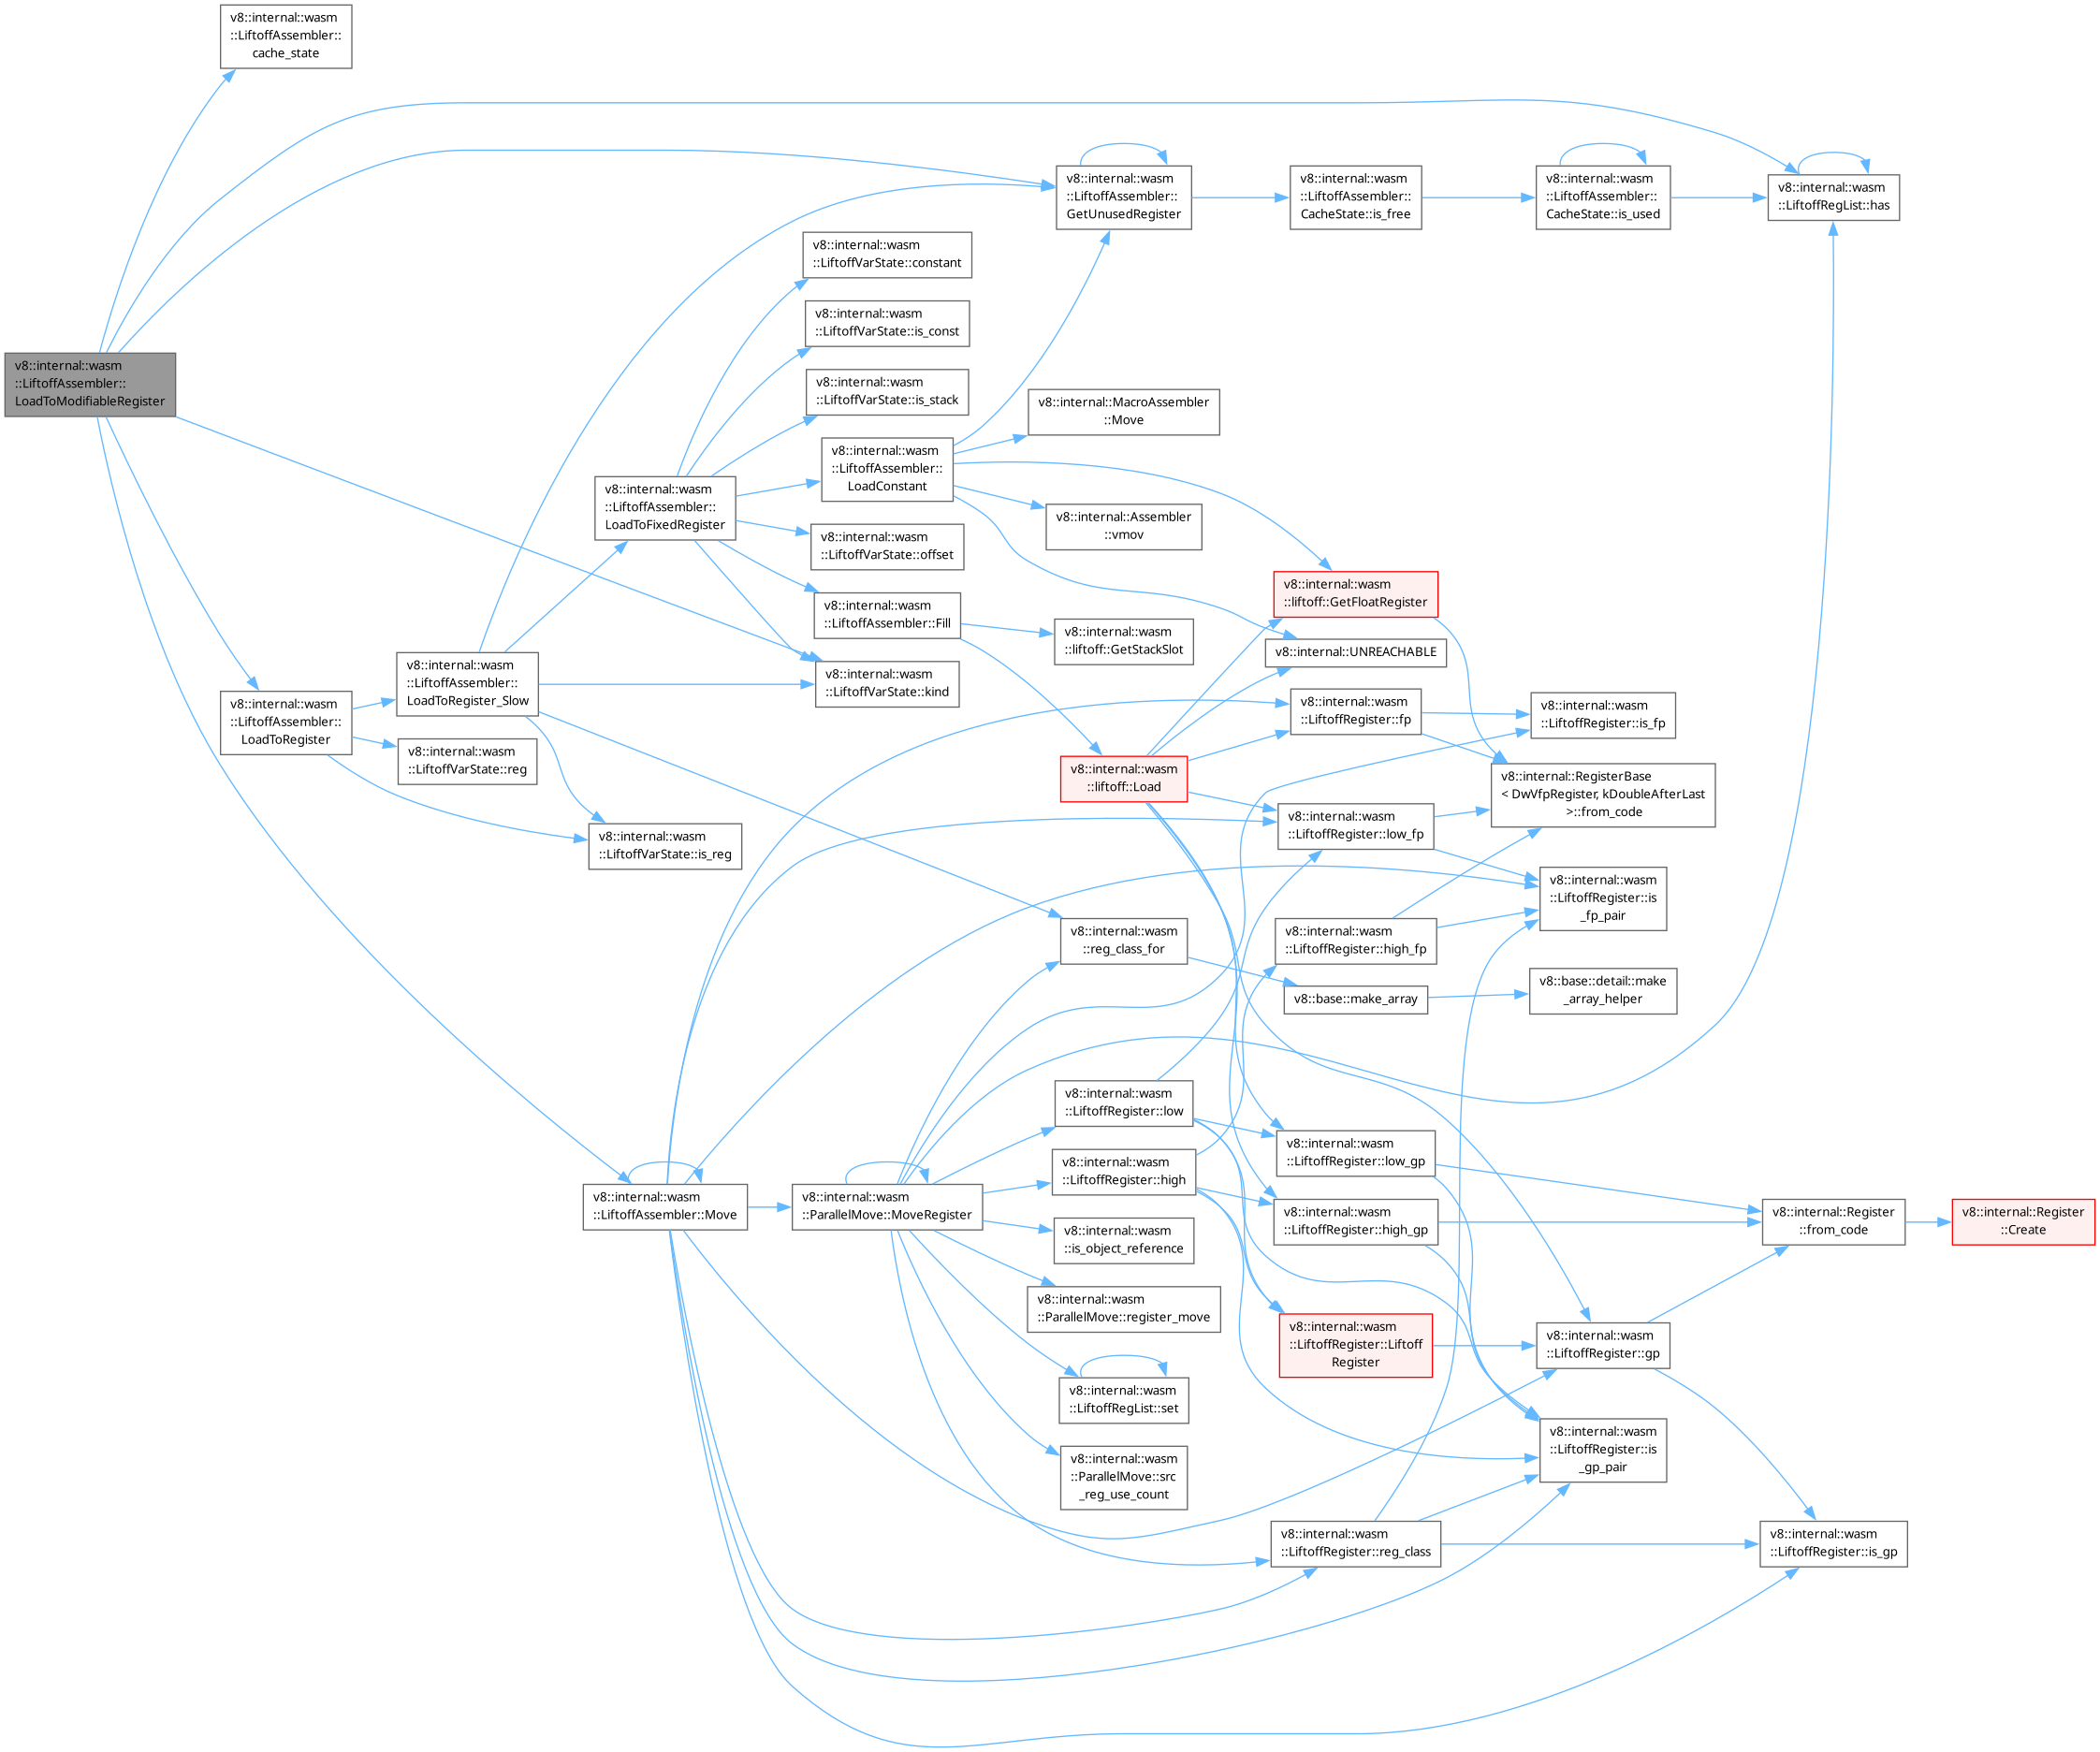 v8::internal::wasm
::LiftoffAssembler::
cache_state
v8::internal::wasm
::LiftoffAssembler::
GetUnusedRegister
v8::internal::wasm
::LiftoffAssembler::
CacheState::is_free
v8::internal::wasm
::LiftoffAssembler::
CacheState::is_used
v8::internal::wasm
::LiftoffRegList::has
v8::internal::wasm
::LiftoffVarState::constant
v8::internal::wasm
::LiftoffVarState::is_const
v8::internal::wasm
::LiftoffAssembler::
LoadToModifiableRegister
v8::internal::wasm
::LiftoffVarState::is_stack
v8::internal::MacroAssembler
::Move
v8::internal::wasm
::LiftoffAssembler::
LoadConstant
v8::internal::wasm
::LiftoffAssembler::
LoadToFixedRegister
v8::internal::Assembler
::vmov
v8::internal::wasm
::LiftoffVarState::offset
v8::internal::wasm
::liftoff::GetFloatRegister
v8::internal::wasm
::LiftoffAssembler::Fill
v8::internal::wasm
::liftoff::GetStackSlot
v8::internal::UNREACHABLE
v8::internal::wasm
::LiftoffAssembler::
LoadToRegister_Slow
v8::internal::wasm
::LiftoffVarState::kind
v8::internal::wasm
::LiftoffAssembler::
LoadToRegister
v8::internal::wasm
::LiftoffRegister::fp
v8::internal::wasm
::LiftoffRegister::is_fp
v8::internal::wasm
::LiftoffVarState::reg
v8::internal::wasm
::liftoff::Load
v8::internal::RegisterBase
< DwVfpRegister, kDoubleAfterLast
>::from_code
v8::internal::wasm
::LiftoffVarState::is_reg
v8::internal::wasm
::LiftoffRegister::low_fp
v8::internal::wasm
::LiftoffRegister::is
_fp_pair
v8::internal::wasm
::reg_class_for
v8::internal::wasm
::LiftoffRegister::high_fp
v8::base::make_array
v8::base::detail::make
_array_helper
v8::internal::wasm
::LiftoffRegister::low
v8::internal::wasm
::LiftoffRegister::low_gp
v8::internal::wasm
::LiftoffRegister::high
v8::internal::wasm
::LiftoffAssembler::Move
v8::internal::wasm
::ParallelMove::MoveRegister
v8::internal::wasm
::LiftoffRegister::high_gp
v8::internal::Register
::from_code
v8::internal::Register
::Create
v8::internal::wasm
::is_object_reference
v8::internal::wasm
::ParallelMove::register_move
v8::internal::wasm
::LiftoffRegister::Liftoff
Register
v8::internal::wasm
::LiftoffRegister::gp
v8::internal::wasm
::LiftoffRegList::set
v8::internal::wasm
::LiftoffRegister::is
_gp_pair
v8::internal::wasm
::ParallelMove::src
_reg_use_count
v8::internal::wasm
::LiftoffRegister::reg_class
v8::internal::wasm
::LiftoffRegister::is_gp